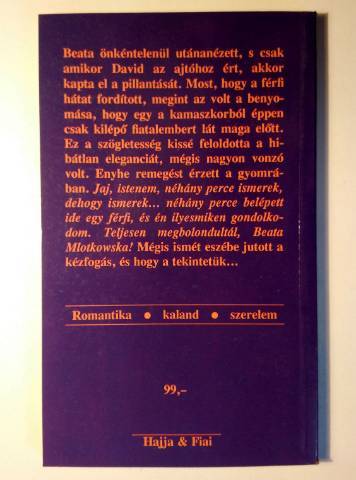 Beata önkéntelenül utánanézett, s csak
amikor David az ajtóhoz ért, akkor
kapta el a pillantását. Most, hogy a férfi
hátat fordított, megint az volt a benyo-
mása, hogy egy a kamaszkorból éppen
csak kilépő fiatalembert lát maga előtt.
Ez a szögletesség kissé feloldotta a hi-
bátlan eleganciát, mégis nagyon vonzó
volt. Enyhe remegést érzett a gyomrá-
ban. Jaj, istenem, néhány perce ismerek,
dehogy ismerek... néhány perce belépett
ide egy férfi, és én ilyesmiken gondolko-
dom. Teljesen megbolondultál, Beata
Mlotkowska! Mégis ismét eszébe jutott a
kézfogás, és hogy a tekintetük...
Romantika ● kaland ● szerelem
99,–
Hajja & Fiai